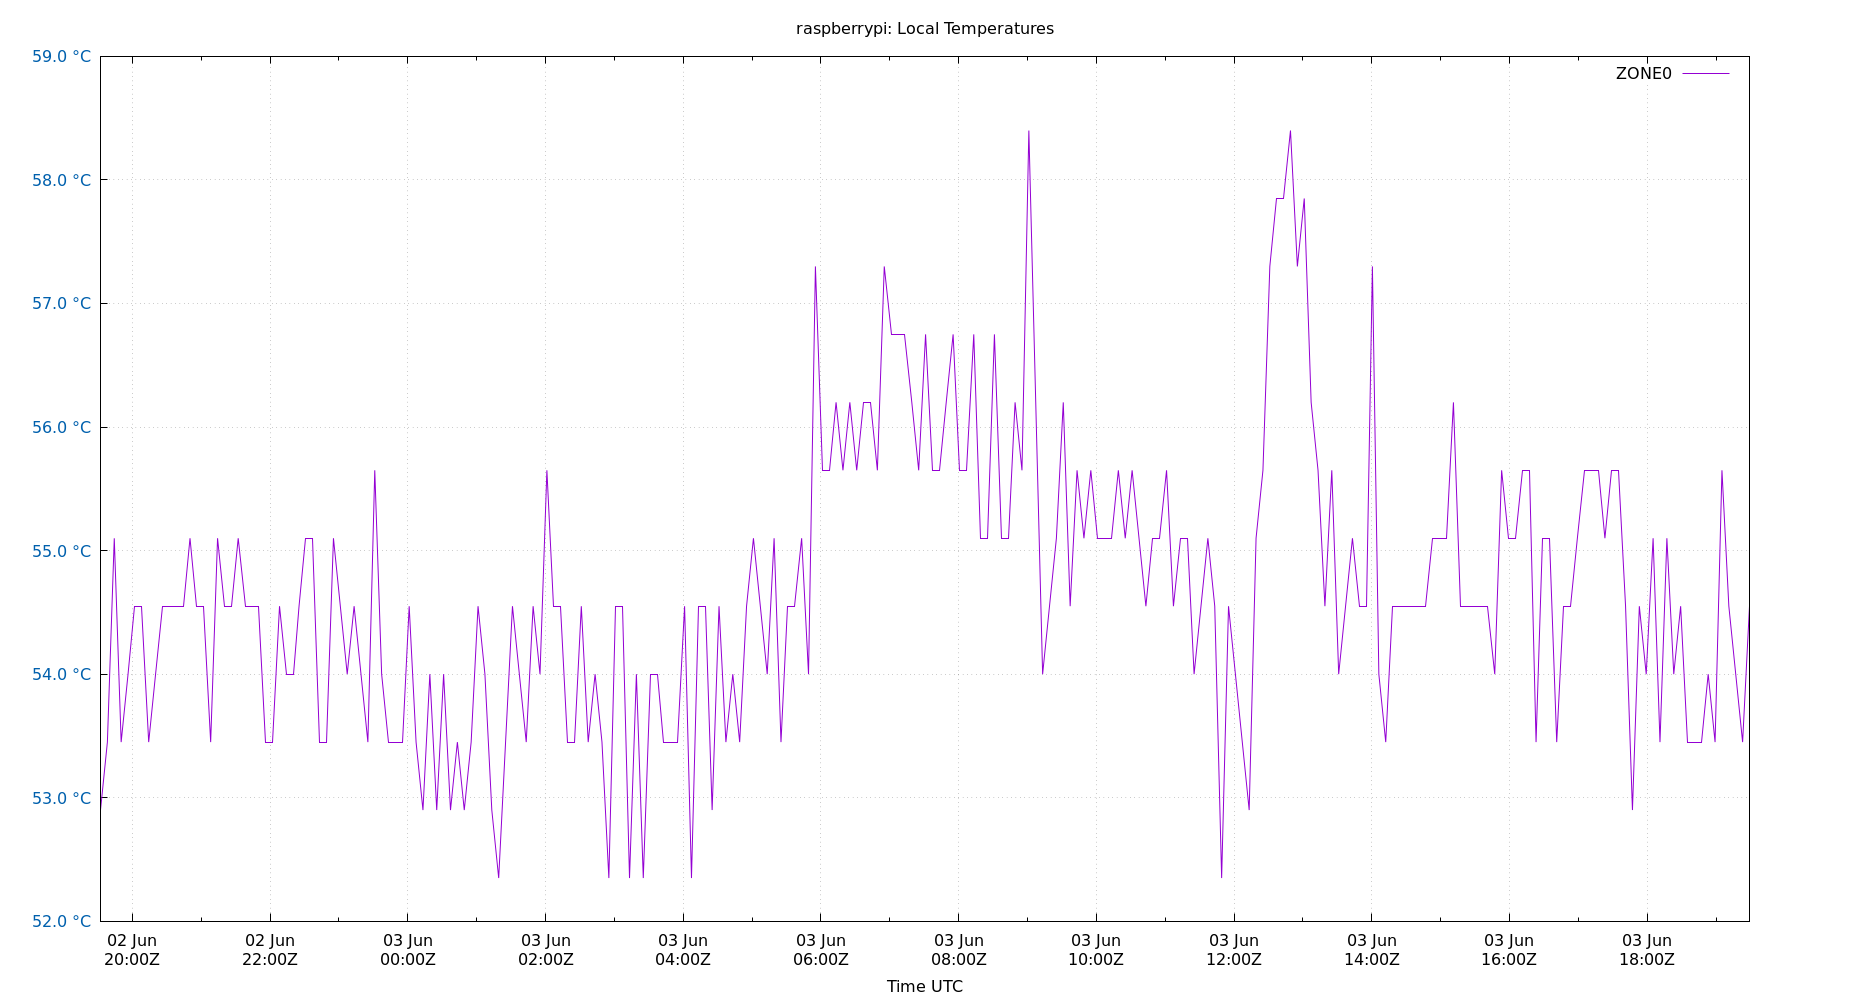 raspberrypi: Local Temperatures
59.0 °C
ZONE0
58.0 °C
57.0 °C
56.0 °C
55.0 °C
54.0 °C
53.0 °C
52.0 °C
02 Jun 02 Jun 03 Jun 03 Jun 03 Jun 03 Jun 03 Jun 03 Jun 03 Jun 03 Jun 03 Jun 03 Jun
20:00Z 22:00Z 00:00Z 02:00Z 04:00Z 06:00Z 08:00Z 10:00Z 12:00Z 14:00Z 16:00Z 18:00Z
Time UTC